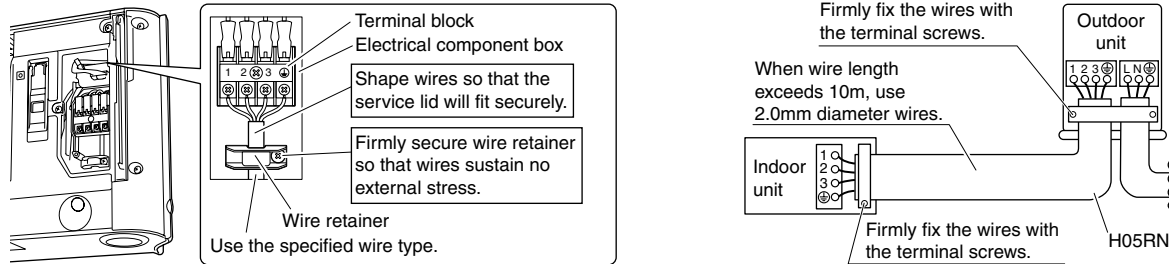 Terminal block
Electrical component box
1 2 3
Shape wires so that the
service lid will fit securely.
Firmly secure wire retainer
so that wires sustain no
external stress.
Wire retainer
Use the specified wire type.
Firmly fix the wires with
the terminal screws.
Outdoor
unit
1 2 3 L N
When wire length
exceeds 10m, use
2.0mm diameter wires.
Indoor
unit
1
2
3
Firmly fix the wires with
the terminal screws.
H05RN